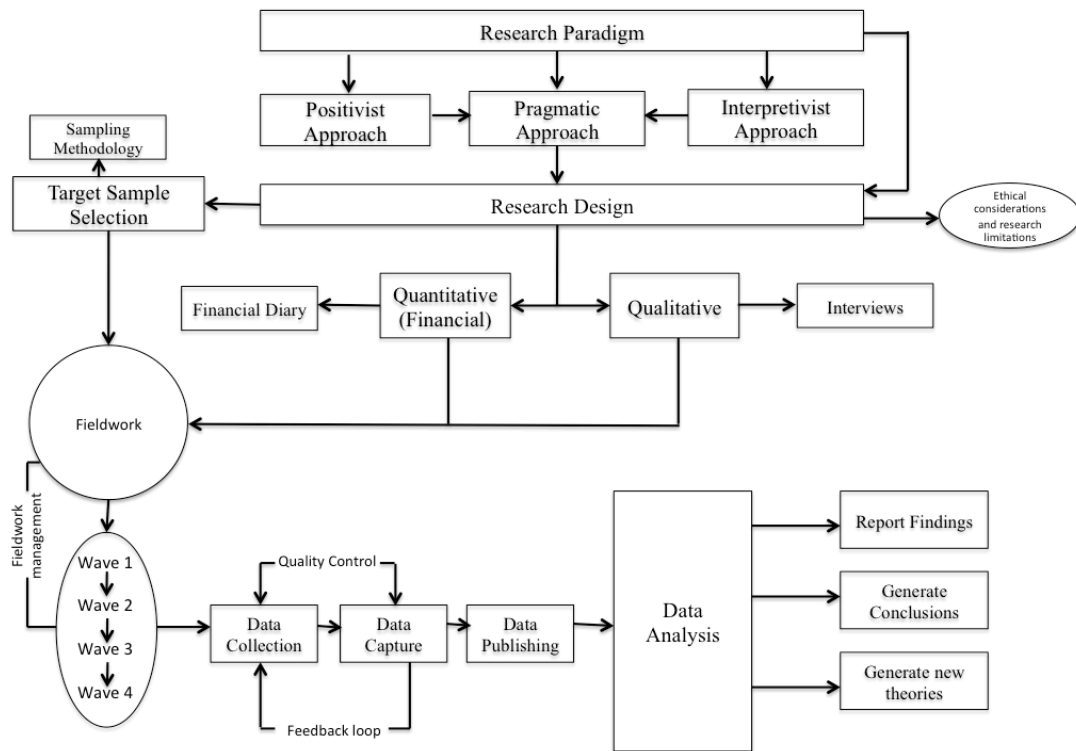 Research Paradigm
Positivist
Approach
Pragmatic
Approach
Interpretivist
Approach
Sampling
Methodology
Target Sample
Selection
Research Design
Ethical
considerations
and research
limitations
Financial Diary
Quantitative
(Financial)
Qualitative
Interviews
Fieldwork
Fieldwork
management
Wave 1
Wave 2
Wave 3
Wave 4
Quality Control
Data
Collection
Data
Capture
Data
Publishing
Feedback loop
Data
Analysis
Report Findings
Generate
Conclusions
Generate new
theories